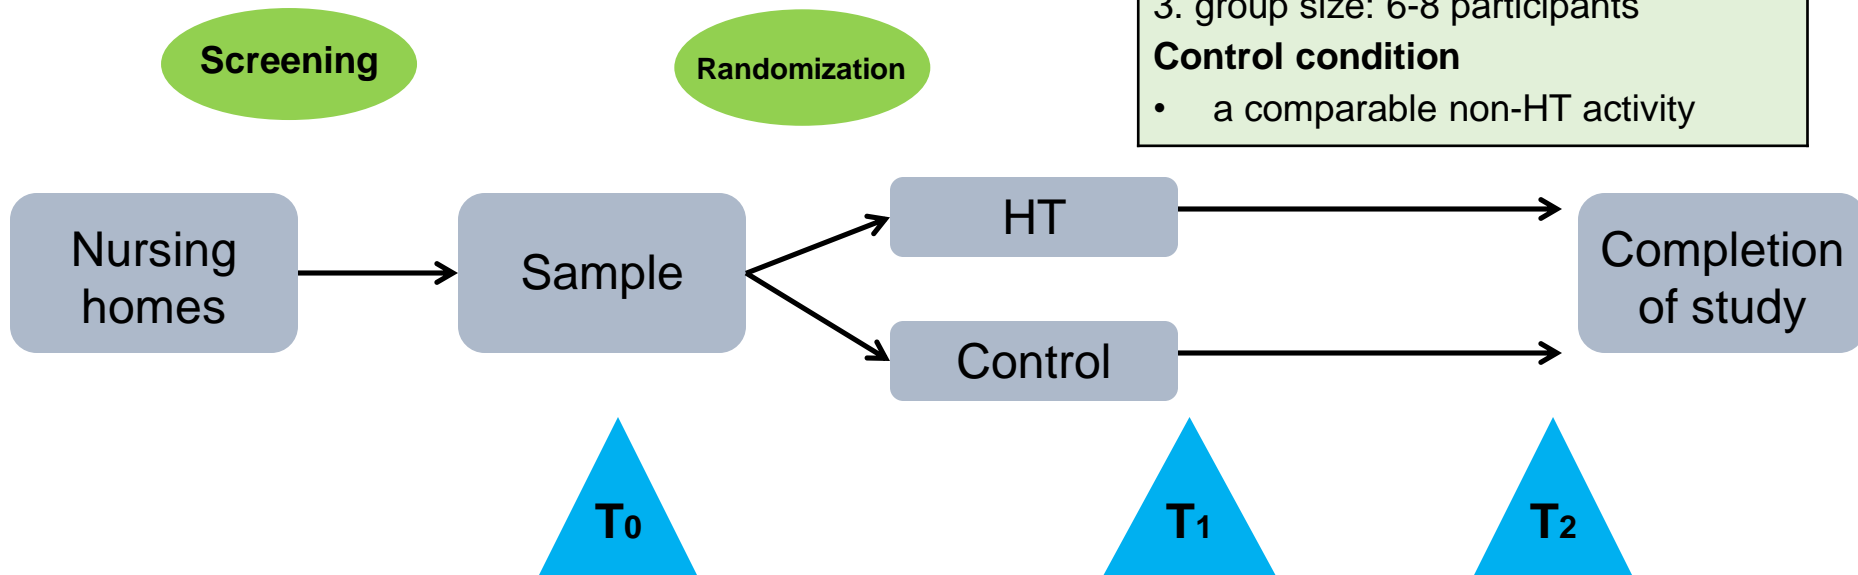 3. group size: 6-8 participants
Control condition
• a comparable non-HT activity
Screening
Randomization
Nursing
homes
Sample
HT
Control
Completion
of study
T0
T1
T2